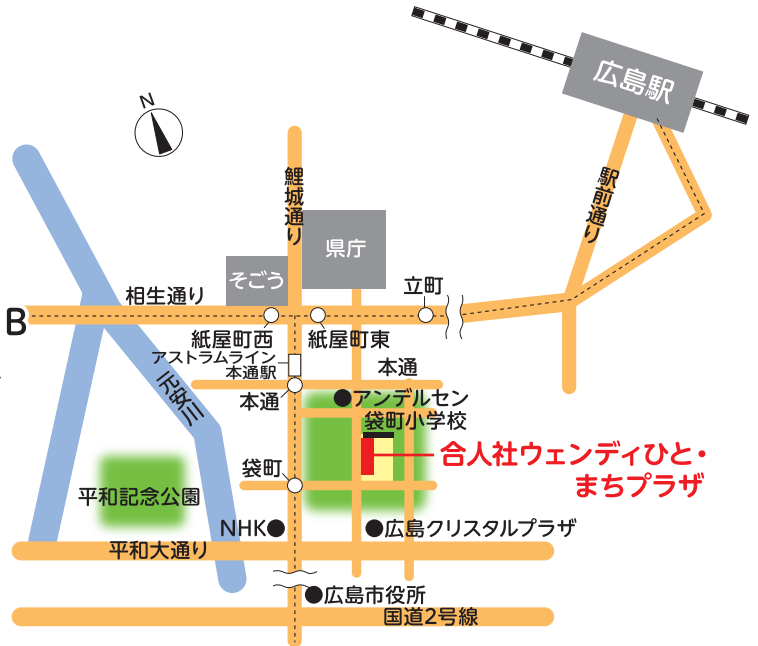 広島駅
N
駅前通り
鯉城通り
県庁
そごう
立町
相生通り
B
紙屋町西
紙屋町東
アストラムライン
本通駅
本通
本通
アンデルセン
元安川
袋町小学校
合人社ウェンディひと・
まちプラザ
袋町
平和記念公園
NHK
広島クリスタルプラザ
平和大通り
広島市役所
国道2号線